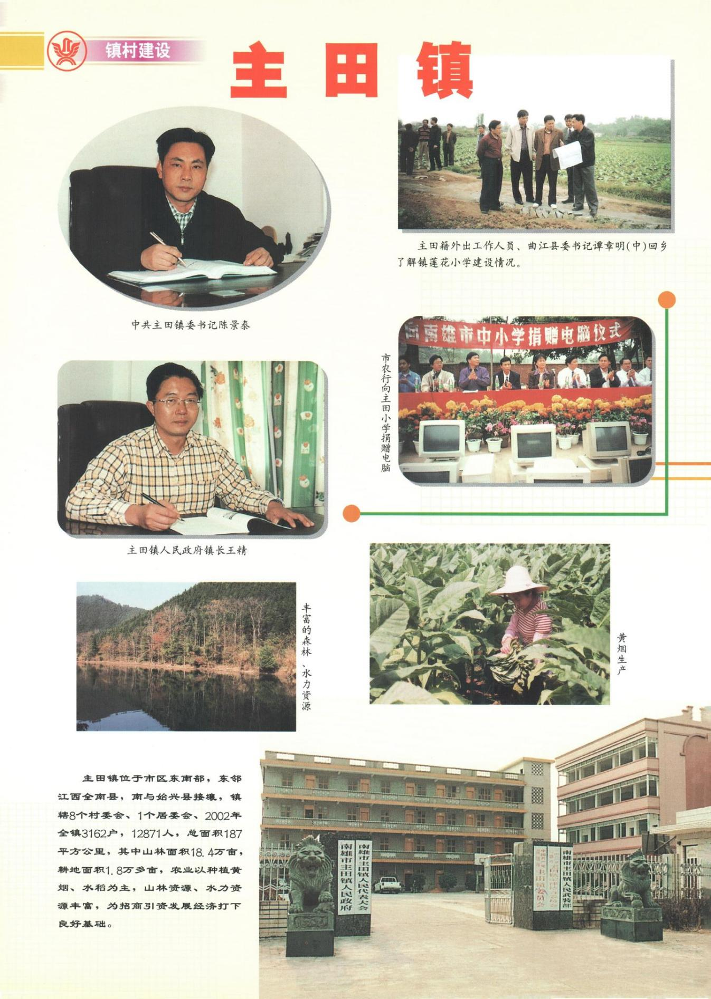 镇村建设
主田镇
中共主田镇委书记陈景泰
主田籍外出工作人员、曲江县委书记谭章明(中)回乡
了解镇莲花小学建设情况。
向南雄市中小学捐赠电脑仪式
市农行向主田小学捐赠电脑
主田镇人民政府镇长王精
丰富的森林、水力资源
黄烟生产
主田镇位于市区东南部，东邻
江西全南县，南与始兴县接壤，镇
辖8个村委会、1个居委会、2002年
全镇3162户，12871人，总面积187
平方公里，其中山林面积18.4万亩，
耕地面积1.8万多亩，农业以种植黄
烟、水稻为主，山林资源、水力资
源丰富，为招商引资发展经济打下
良好基础。
南雄市主田镇人民政府
南雄市主田镇人民代表大会
南雄市主田镇人民武装部